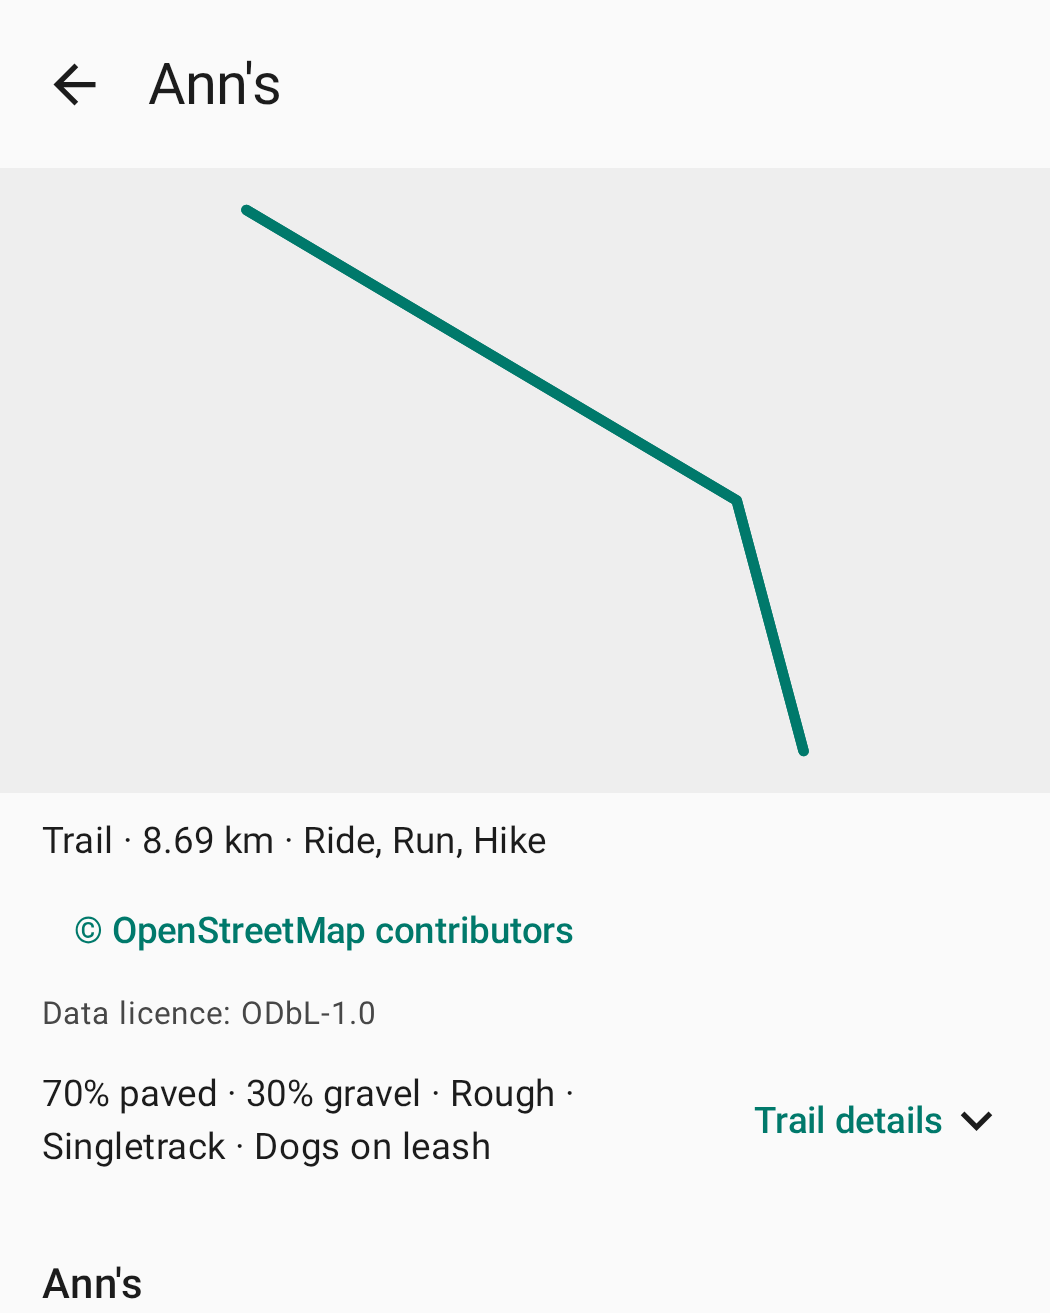 Ann's
Trail · 8.69 km · Ride, Run, Hike
© OpenStreetMap contributors
Data licence: ODbL-1.0
70% paved · 30% gravel · Rough ·
Singletrack · Dogs on leash
Trail details
Ann's